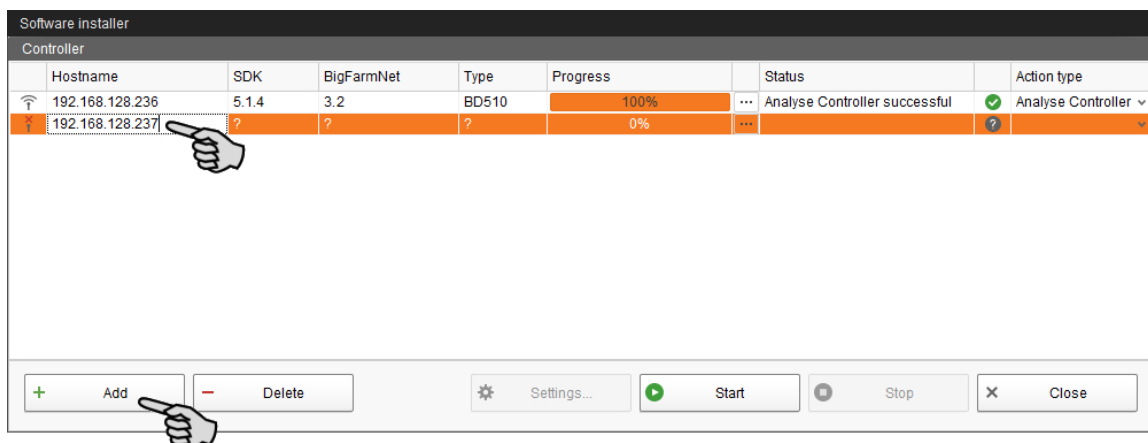 Software installer
Controller
Hostname SDK BigFarmNet Type Progress Status Action type
192.168.128.236 5.1.4 3.2 BD510 100% ... Analyse Controller successful Analyse Controller
192.168.128.237 ? ? ? 0% ... ?
+ Add − Delete Settings... Start Stop × Close